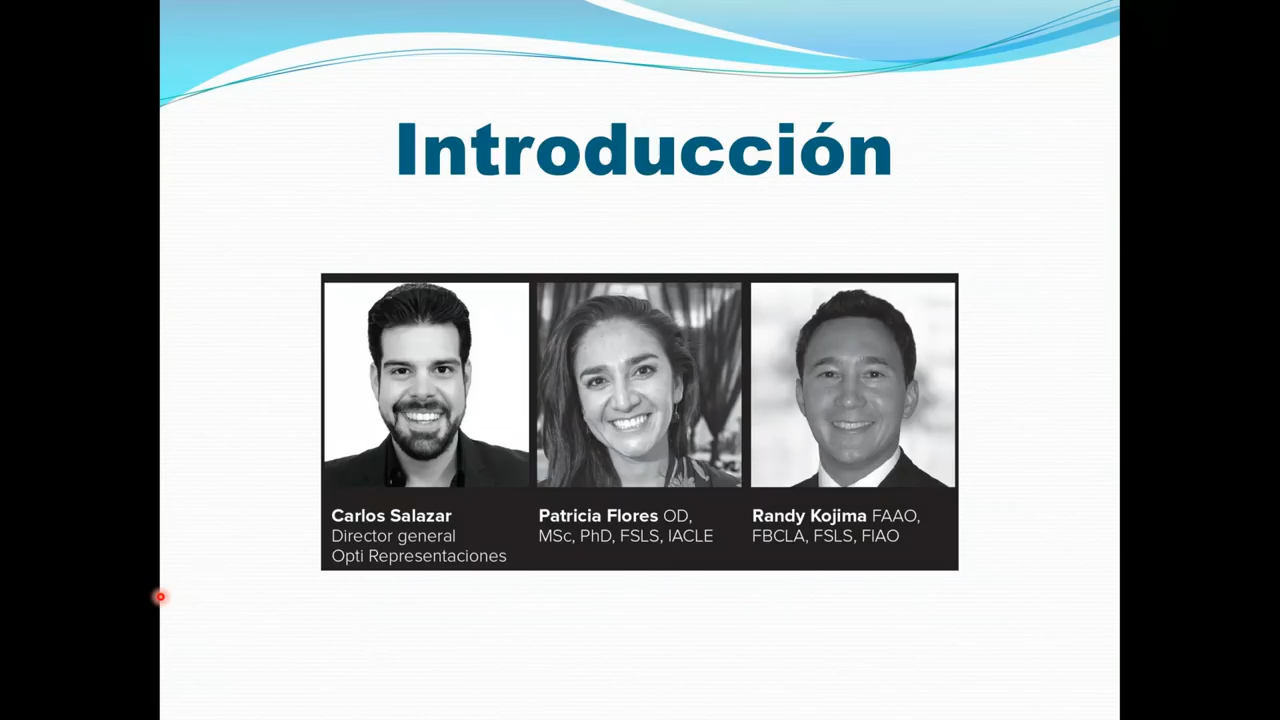 Introducción
Carlos Salazar
Director general
Opti Representaciones
Patricia Flores OD,
MSc, PhD, FSLS, IACLE
Randy Kojima FAAO,
FBCLA, FSLS, FIAO